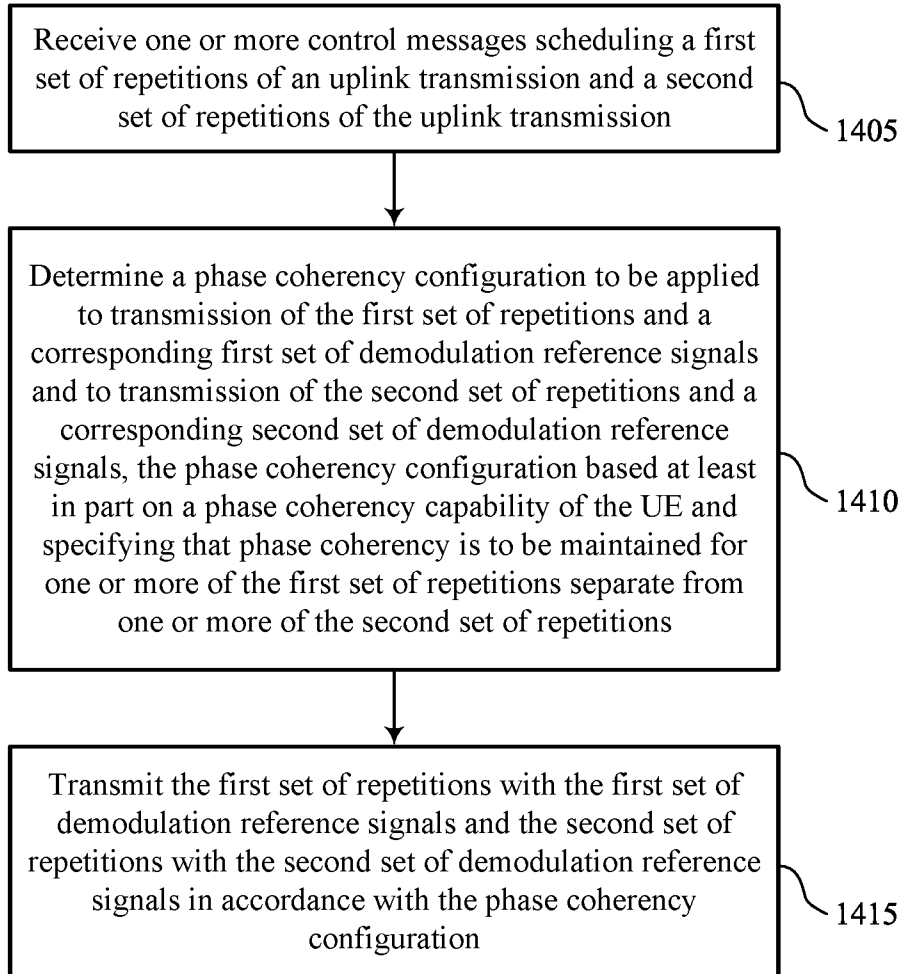 Receive one or more control messages scheduling a first
set of repetitions of an uplink transmission and a second
set of repetitions of the uplink transmission
1405
Determine a phase coherency configuration to be applied
to transmission of the first set of repetitions and a
corresponding first set of demodulation reference signals
and to transmission of the second set of repetitions and a
corresponding second set of demodulation reference
signals, the phase coherency configuration based at least
in part on a phase coherency capability of the UE and
specifying that phase coherency is to be maintained for
one or more of the first set of repetitions separate from
one or more of the second set of repetitions
1410
Transmit the first set of repetitions with the first set of
demodulation reference signals and the second set of
repetitions with the second set of demodulation reference
signals in accordance with the phase coherency
configuration
1415